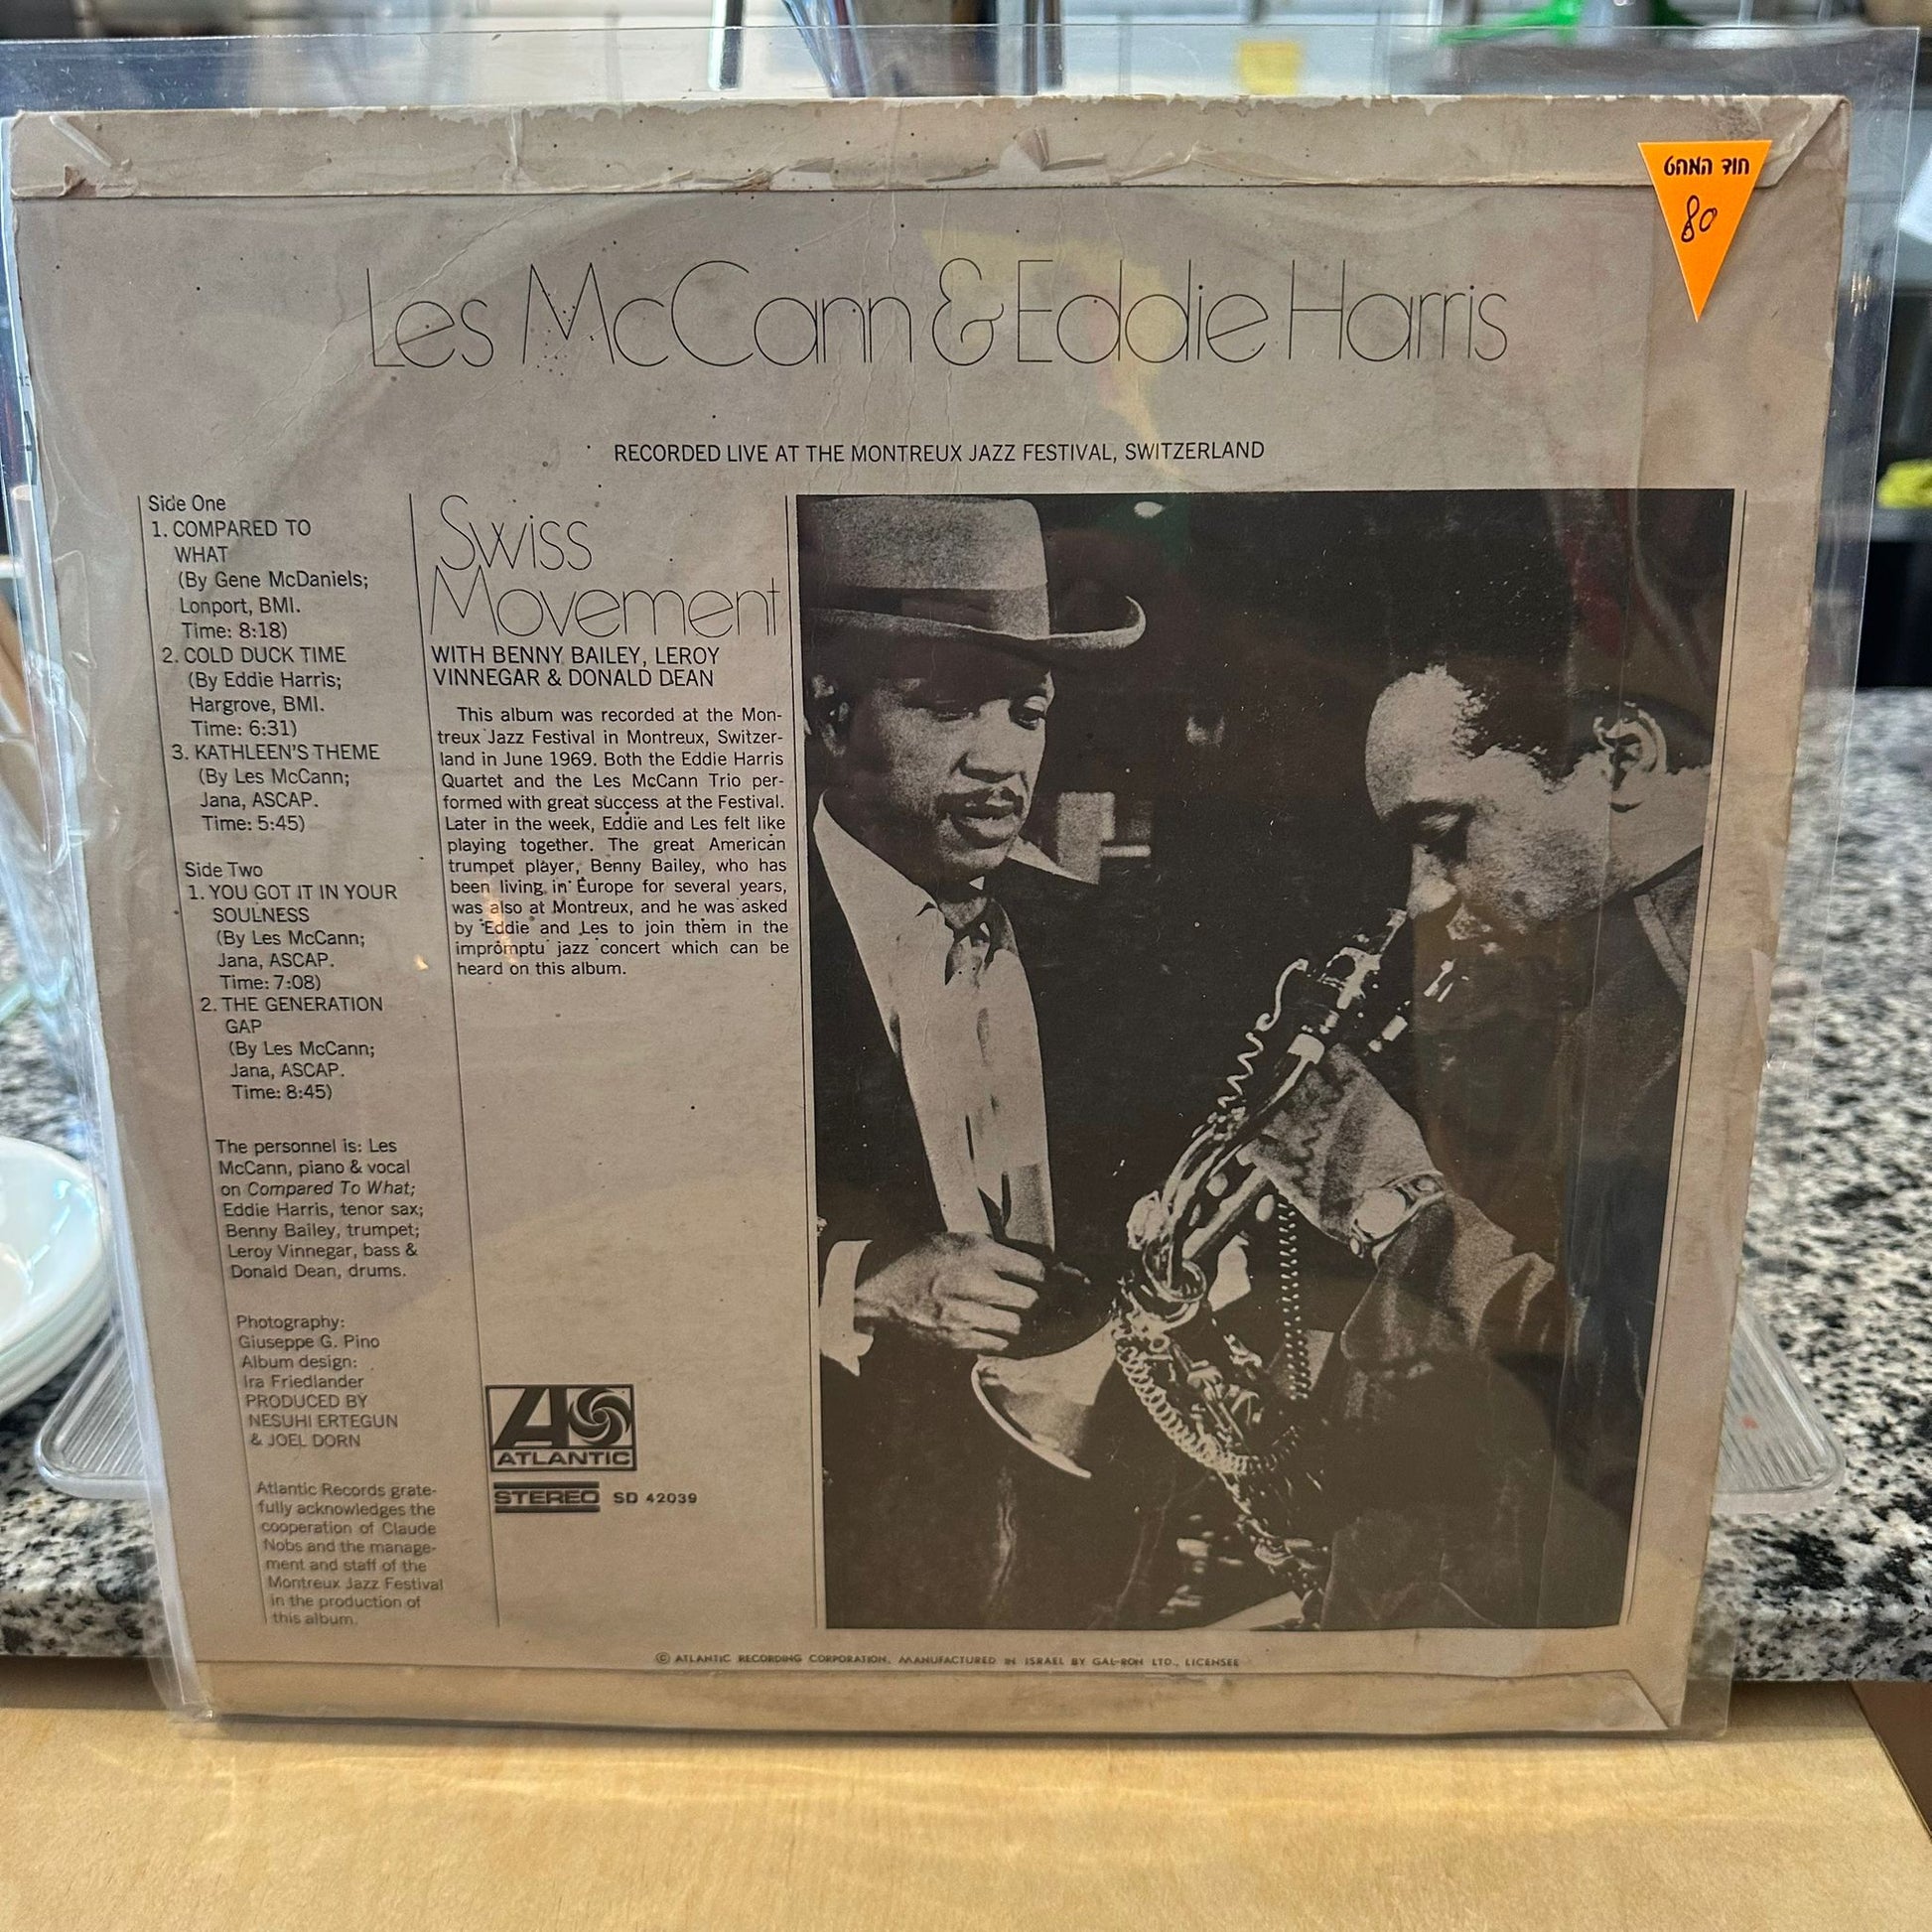 חוד המחט
80
Les McCann & Eddie Harris
RECORDED LIVE AT THE MONTREUX JAZZ FESTIVAL, SWITZERLAND
Side One
1. COMPARED TO
WHAT
(By Gene McDaniels;
Lonport, BMI.
Time: 8:18)
2. COLD DUCK TIME
(By Eddie Harris;
Hargrove, BMI.
Time: 6:31)
3. KATHLEEN'S THEME
(By Les McCann;
Jana, ASCAP.
Time: 5:45)
Side Two
1. YOU GOT IT IN YOUR
SOULNESS
(By Les McCann;
Jana, ASCAP.
Time: 7:08)
2. THE GENERATION
GAP
(By Les McCann;
Jana, ASCAP.
Time: 8:45)
The personnel is: Les
McCann, piano & vocal
on Compared To What;
Eddie Harris, tenor sax;
Benny Bailey, trumpet;
Leroy Vinnegar, bass &
Donald Dean, drums.
Photography:
Giuseppe G. Pino
Album design:
Ira Friedlander
PRODUCED BY
NESUHI ERTEGUN
& JOEL DORN
Atlantic Records grate-
fully acknowledges the
cooperation of Claude
Nobs and the manage-
ment and staff of the
Montreux Jazz Festival
in the production of
this album.
Swiss
Movement
WITH BENNY BAILEY, LEROY
VINNEGAR & DONALD DEAN
This album was recorded at the Mon-
treux Jazz Festival in Montreux, Switzer-
land in June 1969. Both the Eddie Harris
Quartet and the Les McCann Trio per-
formed with great success at the Festival.
Later in the week, Eddie and Les felt like
playing together. The great American
trumpet player, Benny Bailey, who has
been living in Europe for several years,
was also at Montreux, and he was asked
by Eddie and Les to join them in the
impromptu jazz concert which can be
heard on this album.
ATLANTIC
STEREO SD 42039
© ATLANTIC RECORDING CORPORATION, MANUFACTURED IN ISRAEL BY GAL-RON LTD., LICENSEE